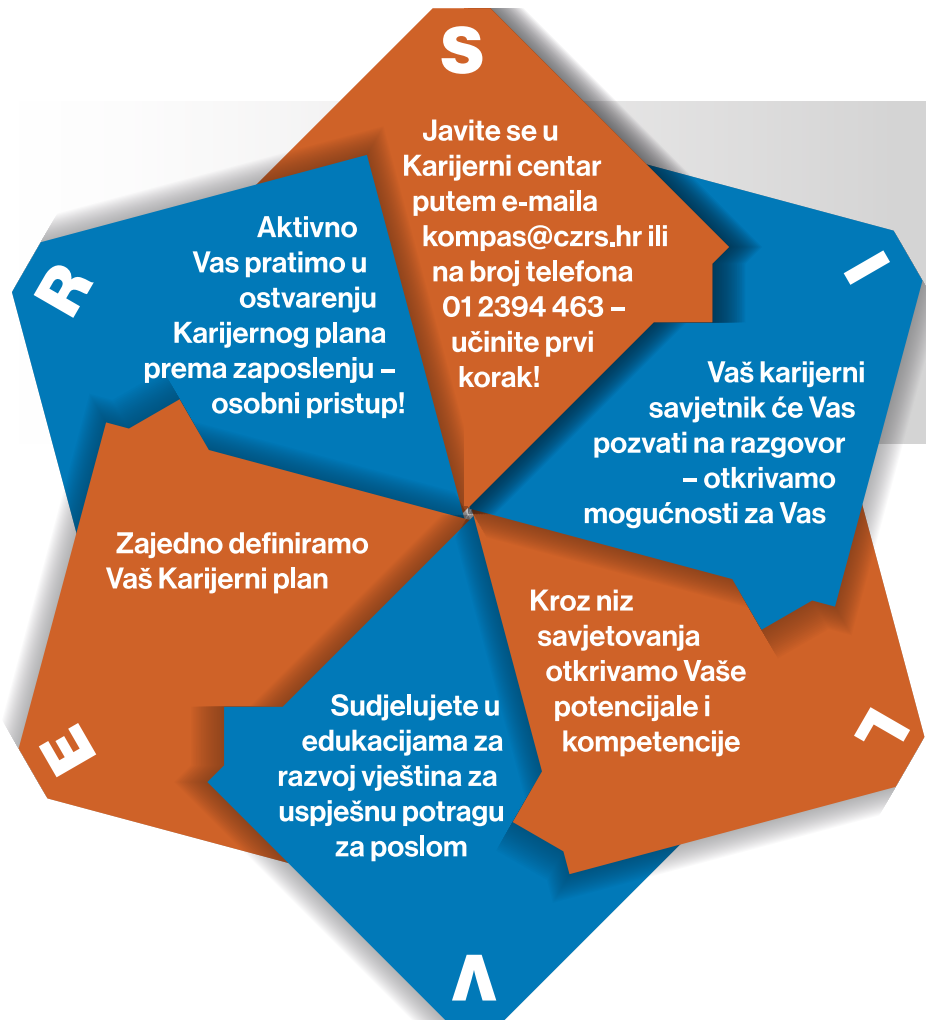 S
Javite se u
Karijerni centar
putem e-maila
kompas@czrs.hr ili
na broj telefona
01 2394 463 –
učinite prvi
korak!
I
Vaš karijerni
savjetnik će Vas
pozvati na razgovor
– otkrivamo
mogućnosti za Vas
L
Kroz niz
savjetovanja
otkrivamo Vaše
potencijale i
kompetencije
V
Sudjelujete u
edukacijama za
razvoj vještina za
uspješnu potragu
za poslom
E
Zajedno definiramo
Vaš Karijerni plan
R
Aktivno
Vas pratimo u
ostvarenju
Karijernog plana
prema zaposlenju –
osobni pristup!